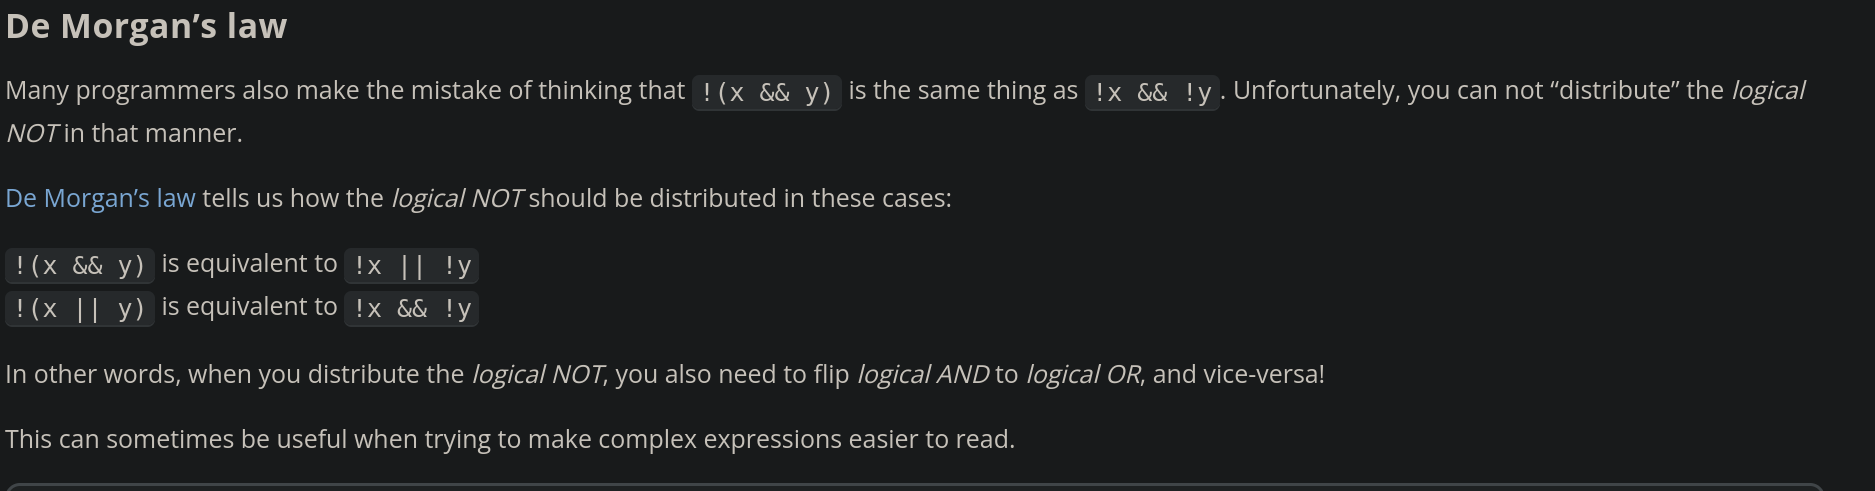 De Morgan’s law
Many programmers also make the mistake of thinking that !(x && y) is the same thing as !x && !y. Unfortunately, you can not “distribute” the logical
NOT in that manner.
De Morgan’s law tells us how the logical NOT should be distributed in these cases:
!(x && y) is equivalent to !x || !y
!(x || y) is equivalent to !x && !y
In other words, when you distribute the logical NOT, you also need to flip logical AND to logical OR, and vice-versa!
This can sometimes be useful when trying to make complex expressions easier to read.